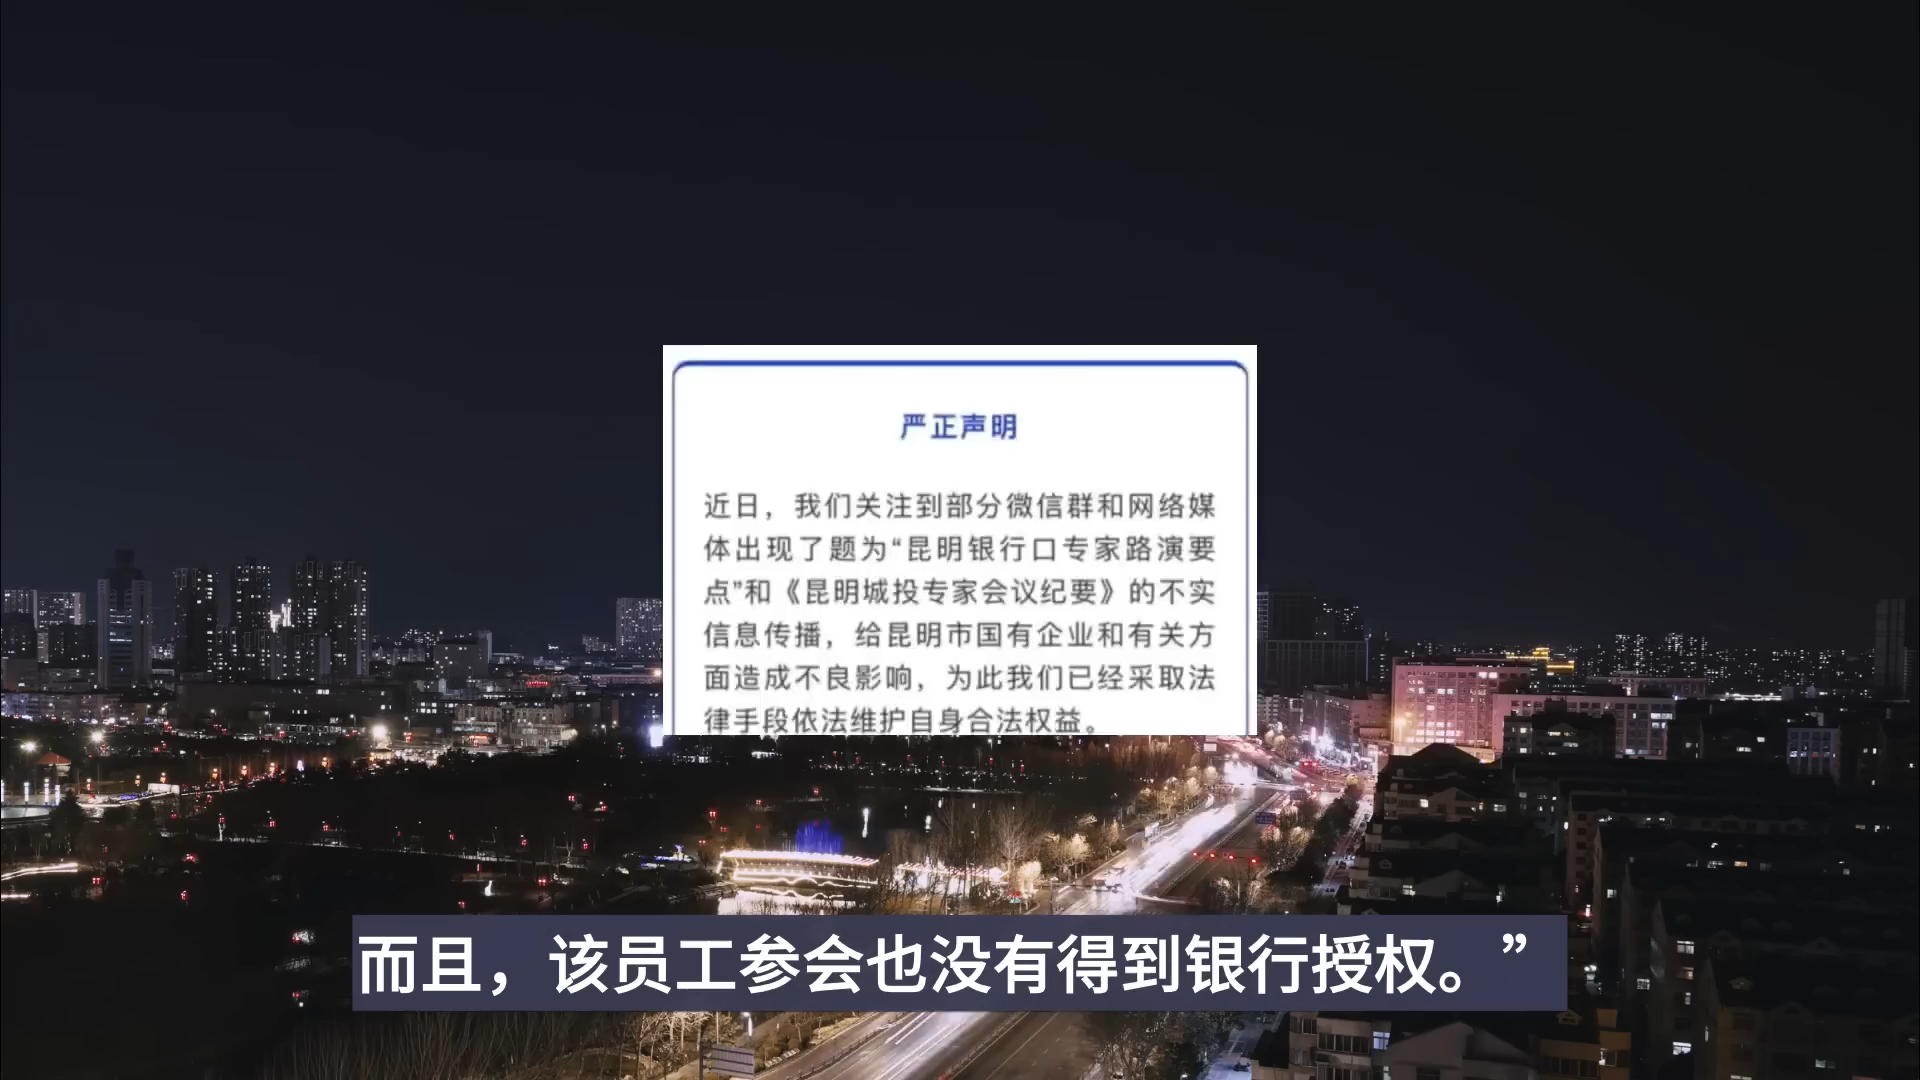 严正声明
近日，我们关注到部分微信群和网络媒
体出现了题为“昆明银行口专家路演要
点”和《昆明城投专家会议纪要》的不实
信息传播，给昆明市国有企业和有关方
面造成不良影响，为此我们已经采取法
律手段依法维护自身合法权益。
而且，该员工参会也没有得到银行授权。”